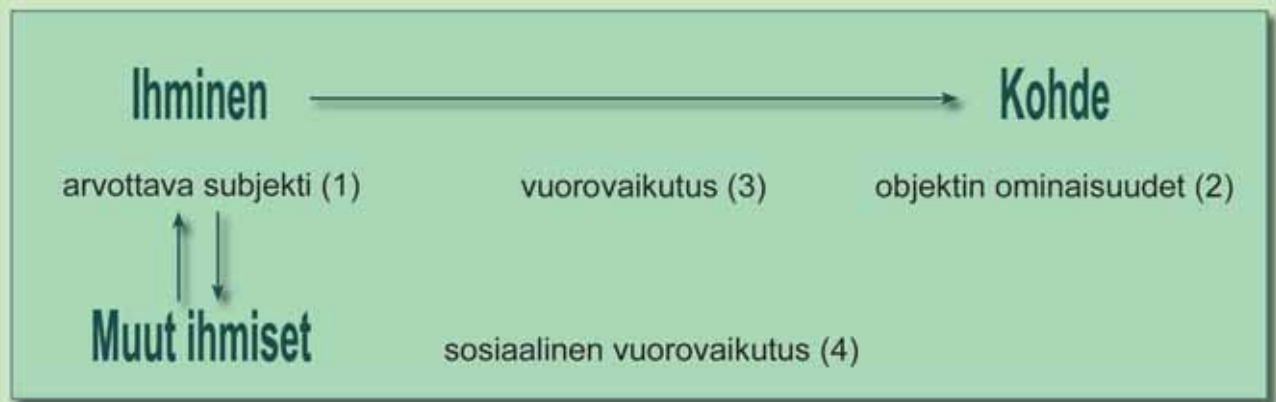 Ihminen Kohde
arvottava subjekti (1) vuorovaikutus (3) objektin ominaisuudet (2)
Muut ihmiset sosiaalinen vuorovaikutus (4)